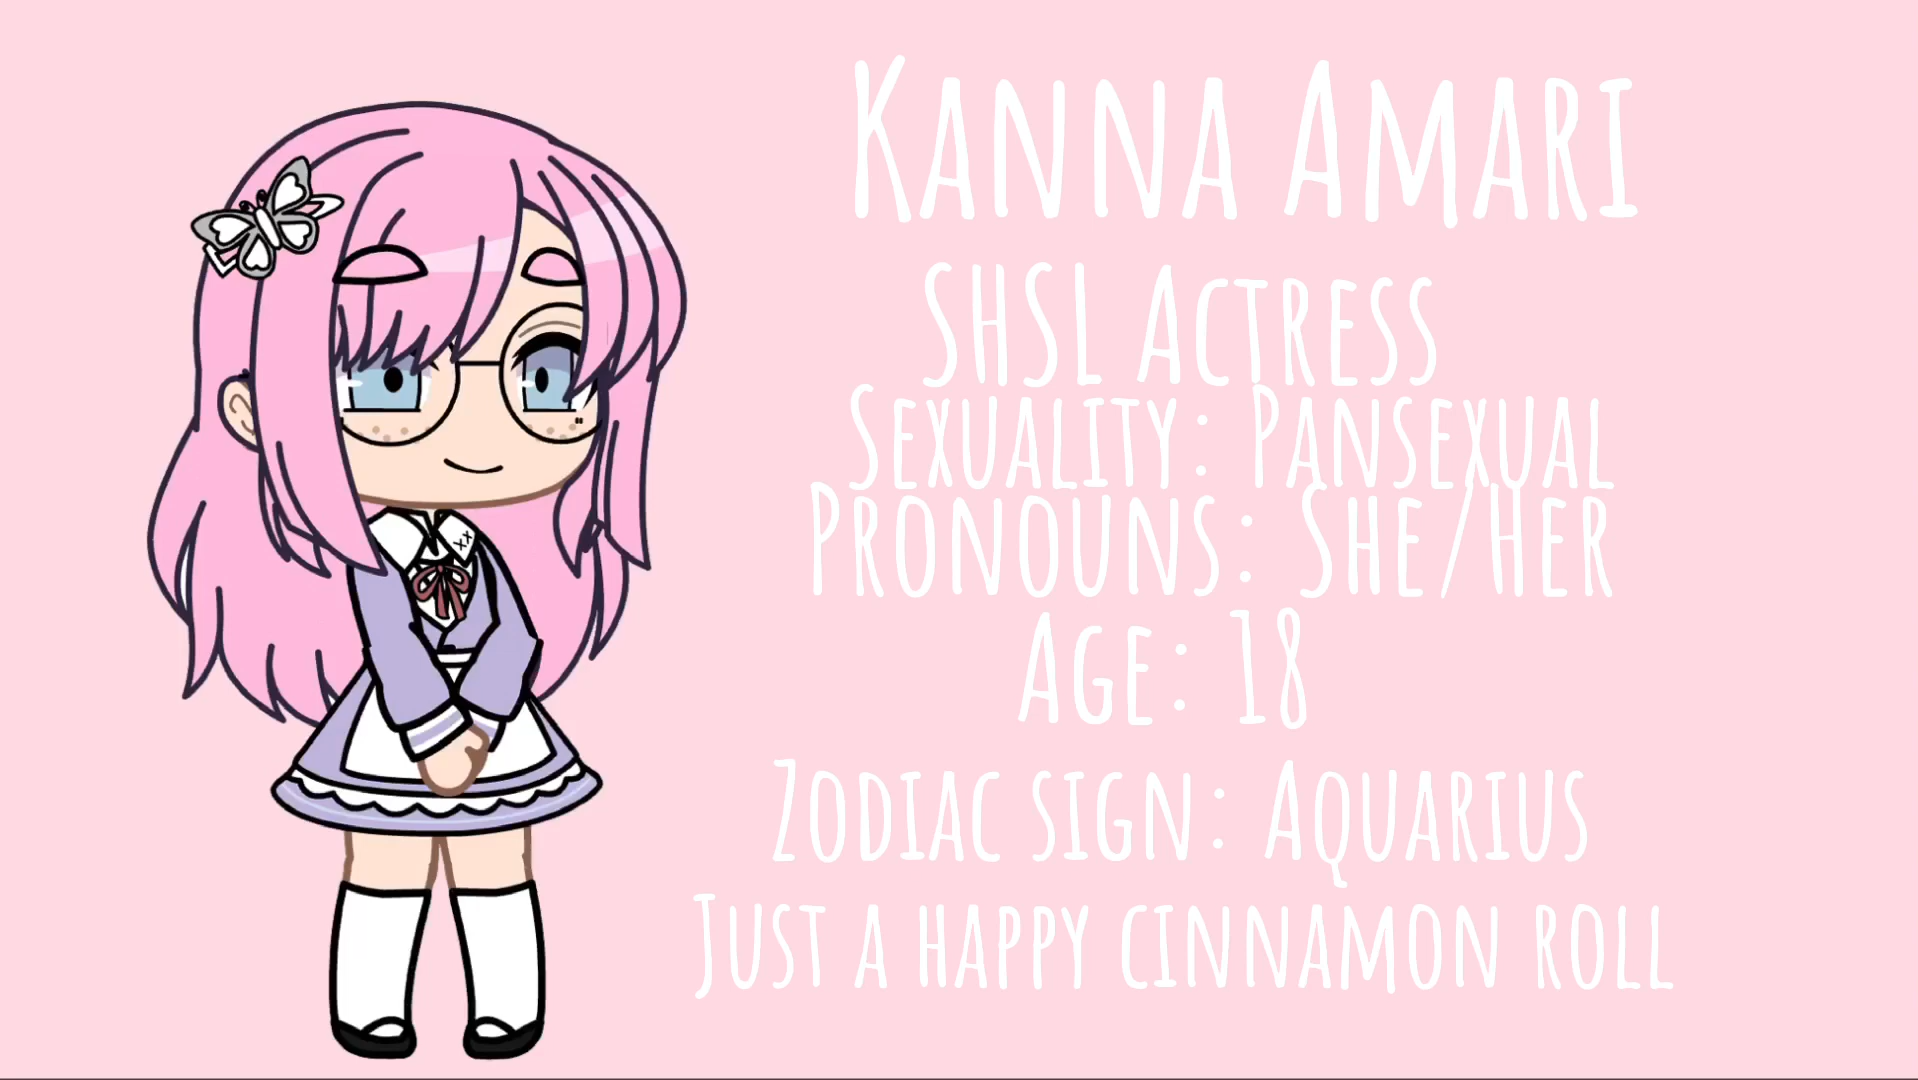 Kanna Amari
SHSL Actress
Sexuality: Pansexual
Pronouns: She/Her
Age: 18
Zodiac sign: Aquarius
Just a happy cinnamon roll